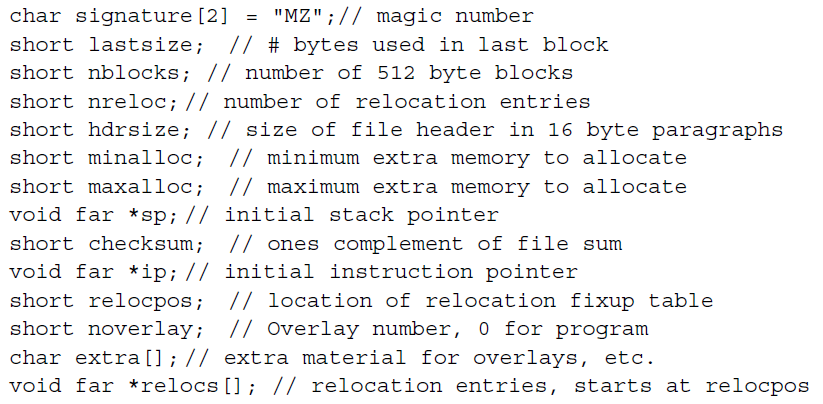 char signature[2] = "MZ";// magic number
short lastsize;  // # bytes used in last block
short nblocks; // number of 512 byte blocks
short nreloc;// number of relocation entries
short hdrsize; // size of file header in 16 byte paragraphs
short minalloc;  // minimum extra memory to allocate
short maxalloc;  // maximum extra memory to allocate
void far *sp;// initial stack pointer
short checksum;  // ones complement of file sum
void far *ip;// initial instruction pointer
short relocpos;  // location of relocation fixup table
short noverlay;  // Overlay number, 0 for program
char extra[];// extra material for overlays, etc.
void far *relocs[]; // relocation entries, starts at relocpos